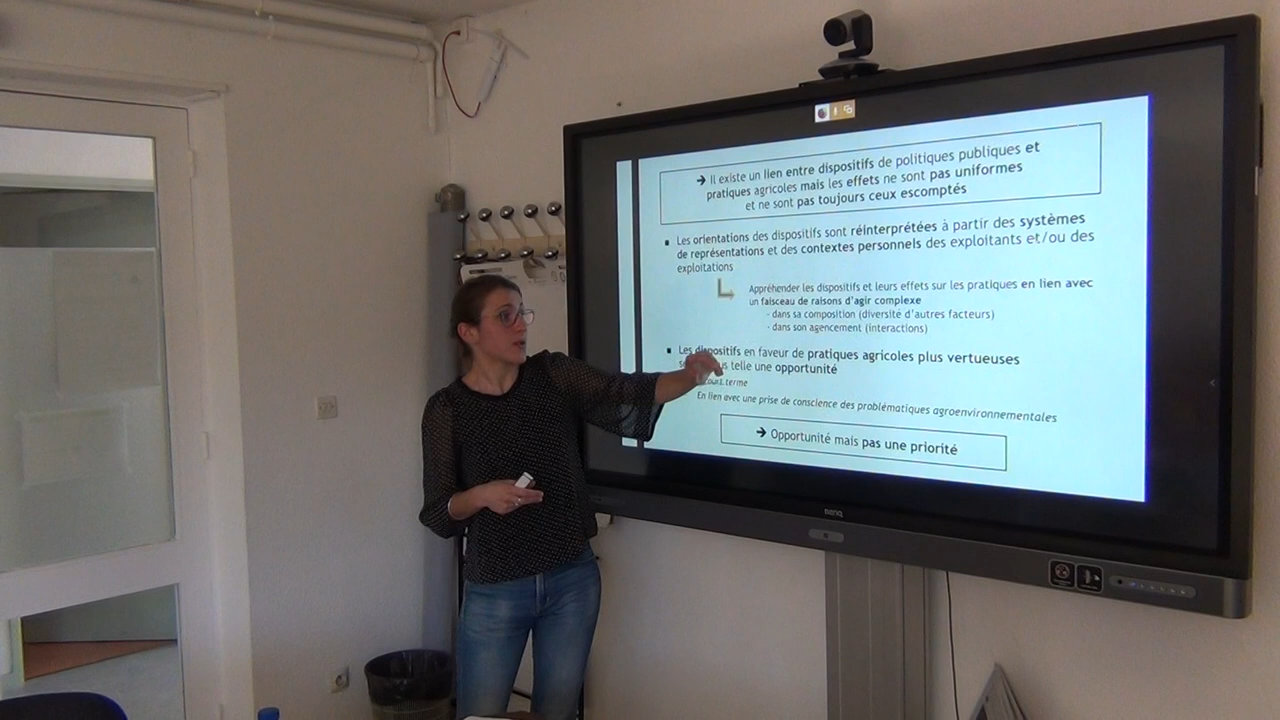 ➔ Il existe un lien entre dispositifs de politiques publiques et
pratiques agricoles mais les effets ne sont pas uniformes
et ne sont pas toujours ceux escomptés
▪ Les orientations des dispositifs sont réinterprétées à partir des systèmes
de représentations et des contextes personnels des exploitants et/ou des
exploitations
Appréhender les dispositifs et leurs effets sur les pratiques en lien avec
un faisceau de raisons d'agir complexe
- dans sa composition (diversité d'autres facteurs)
- dans son agencement (interactions)
▪ Les dispositifs en faveur de pratiques agricoles plus vertueuses
telle une opportunité
court terme
En lien avec une prise de conscience des problématiques agroenvironnementales
➔ Opportunité mais pas une priorité
BenQ